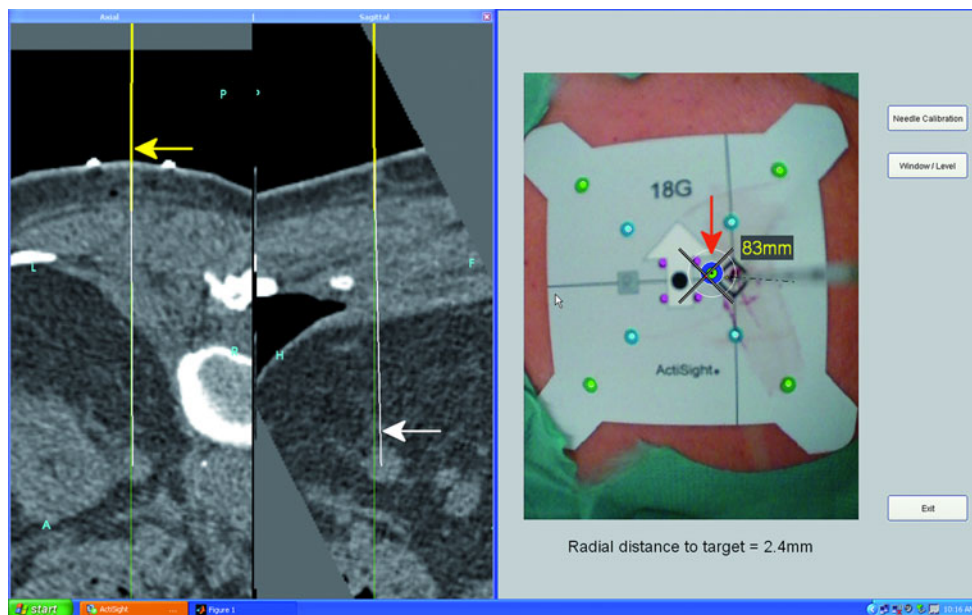 Axial
Sagittal
P
P
L
R
A
H
F
18G
83mm
ActiSight
Needle Calibration
Window / Level
Exit
Radial distance to target = 2.4mm
start
ActiSight ...
Figure 1
10:16 AM